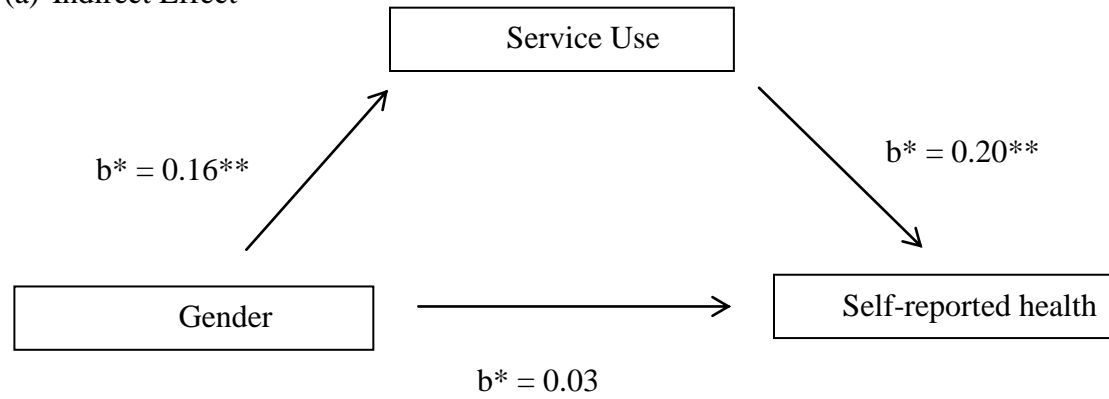 (a) Indirect Effect
Service Use
b* = 0.16**
b* = 0.20**
Gender
Self-reported health
b* = 0.03